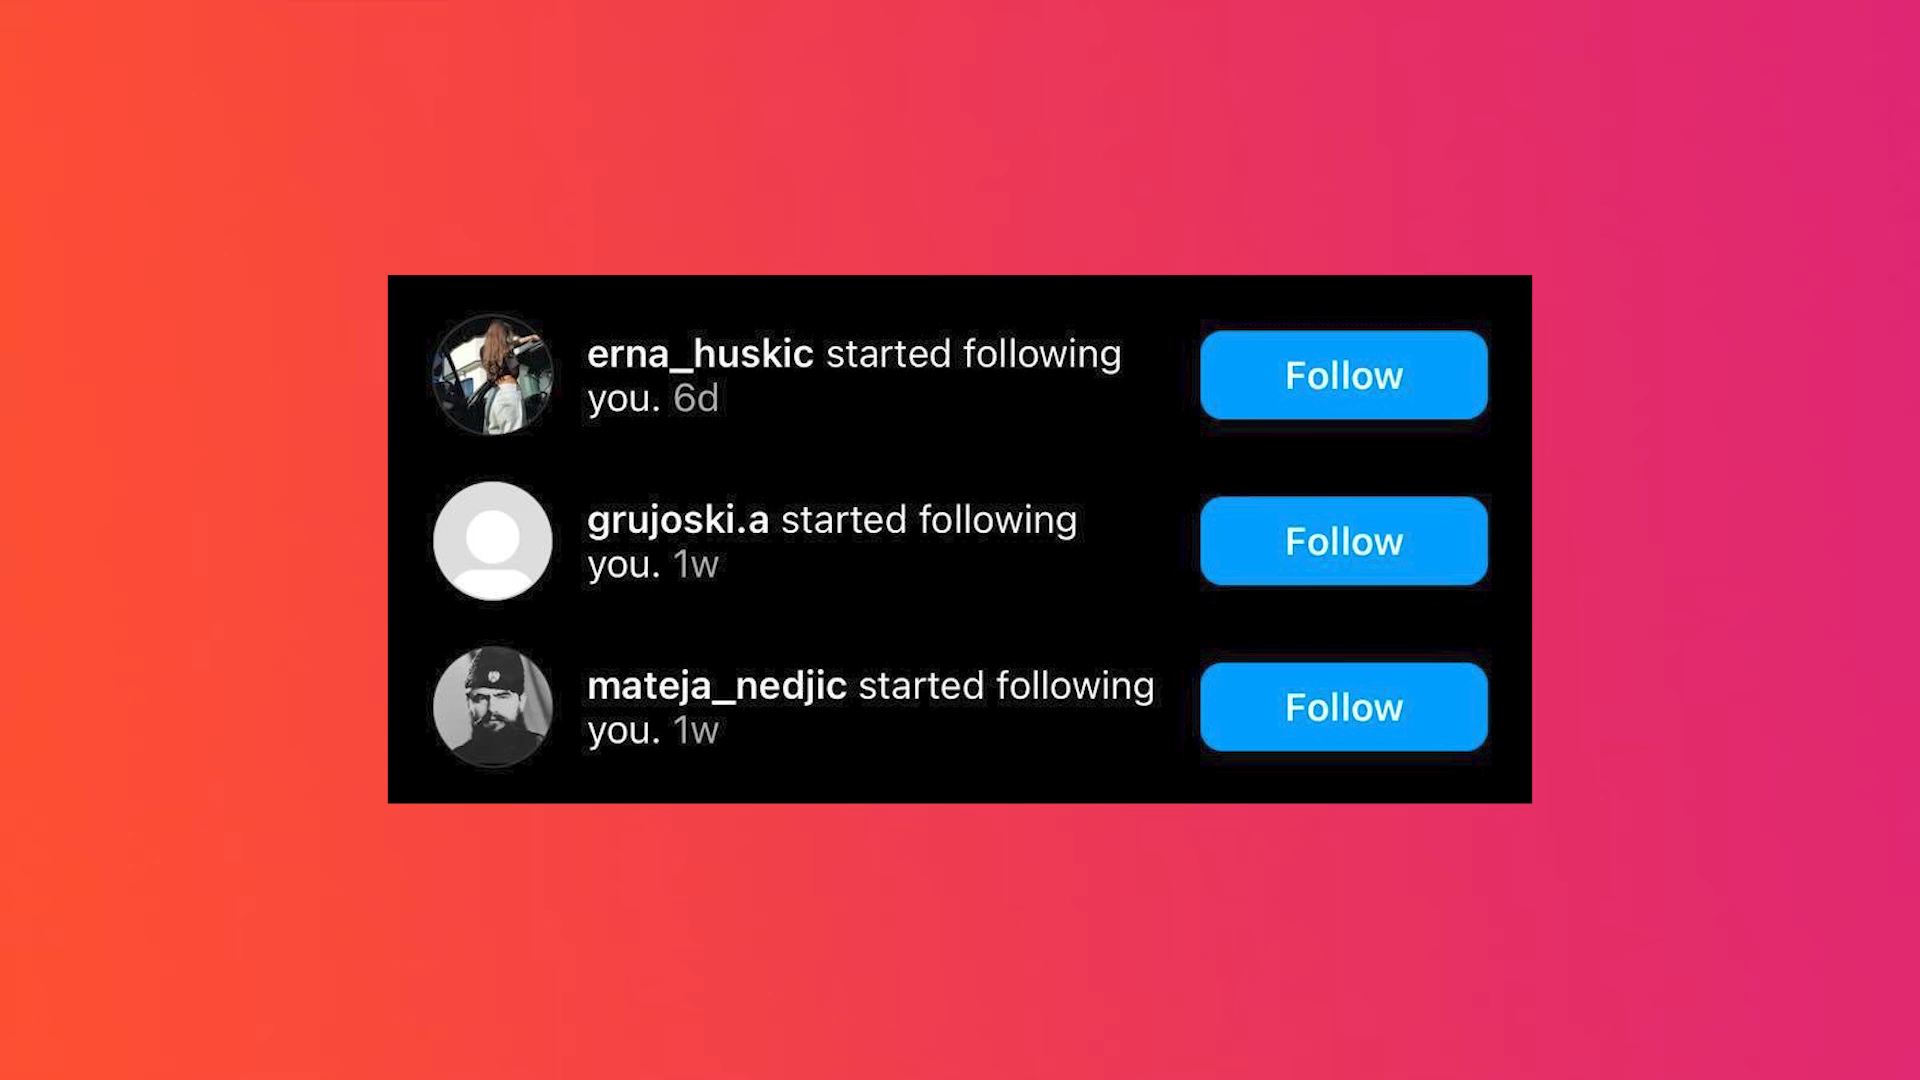 erna_huskic started following
you. 6d
Follow
grujoski.a started following
you. 1w
Follow
mateja_nedjic started following
you. 1w
Follow